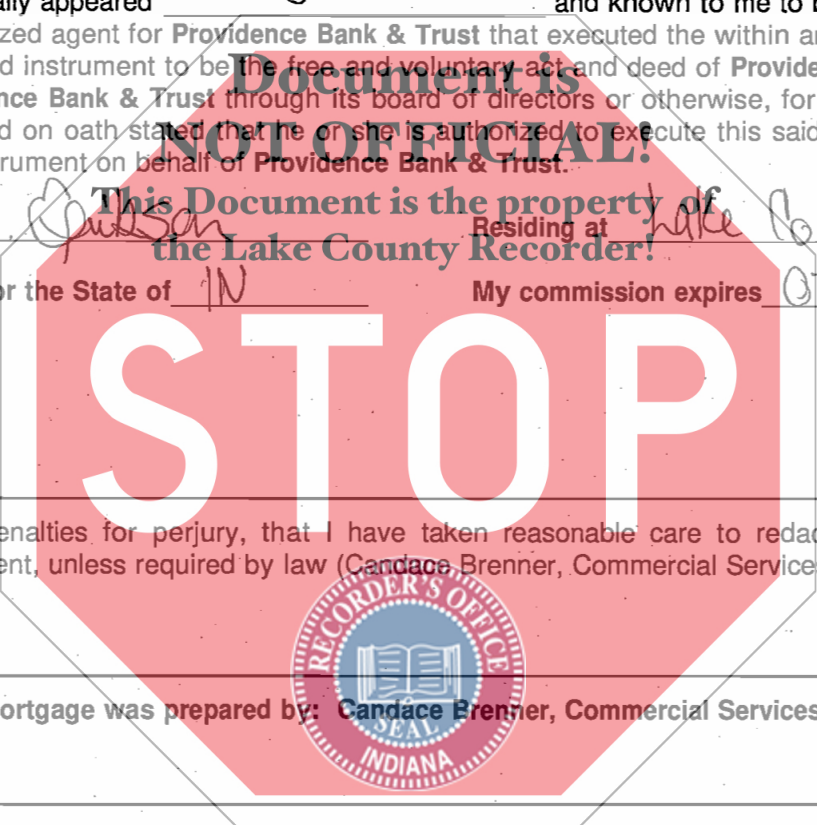 ally appeared and known to me to b
zed agent for Providence Bank & Trust that executed the within an
d instrument to be the free and voluntary act and deed of Provide
nce Bank & Trust through its board of directors or otherwise, for
d on oath stated that he or she is authorized to execute this said
rument on behalf of Providence Bank & Trust.
Document is
NOT OFFICIAL!
This Document is the property of
the Lake County Recorder!
Residing at Lake Co
or the State of IN My commission expires 0
STOP
enalties for perjury, that I have taken reasonable care to redac
ent, unless required by law (Candace Brenner, Commercial Services
RECORDER'S OFFICE
SEAL
INDIANA
ortgage was prepared by: Candace Brenner, Commercial Services